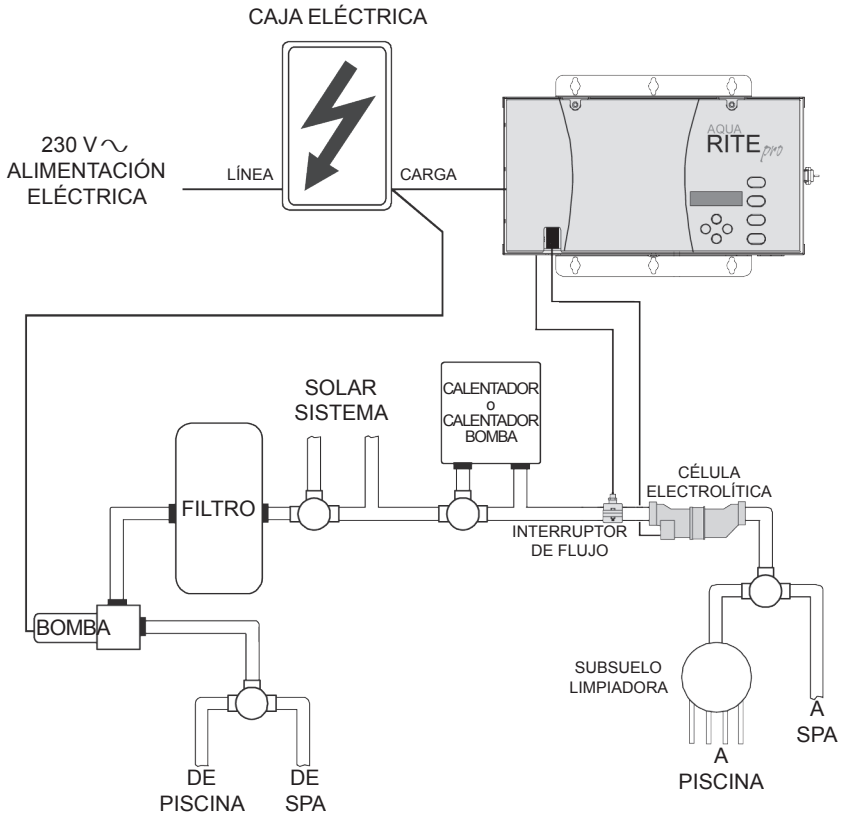 CAJA ELÉCTRICA
230 V ~
ALIMENTACIÓN
ELÉCTRICA
LÍNEA
CARGA
AQUA
RITE pro
SOLAR
SISTEMA
CALENTADOR
o
CALENTADOR
BOMBA
FILTRO
CÉLULA
ELECTROLÍTICA
INTERRUPTOR
DE FLUJO
BOMBA
SUBSUELO
LIMPIADORA
A
SPA
A
PISCINA
DE
PISCINA
DE
SPA